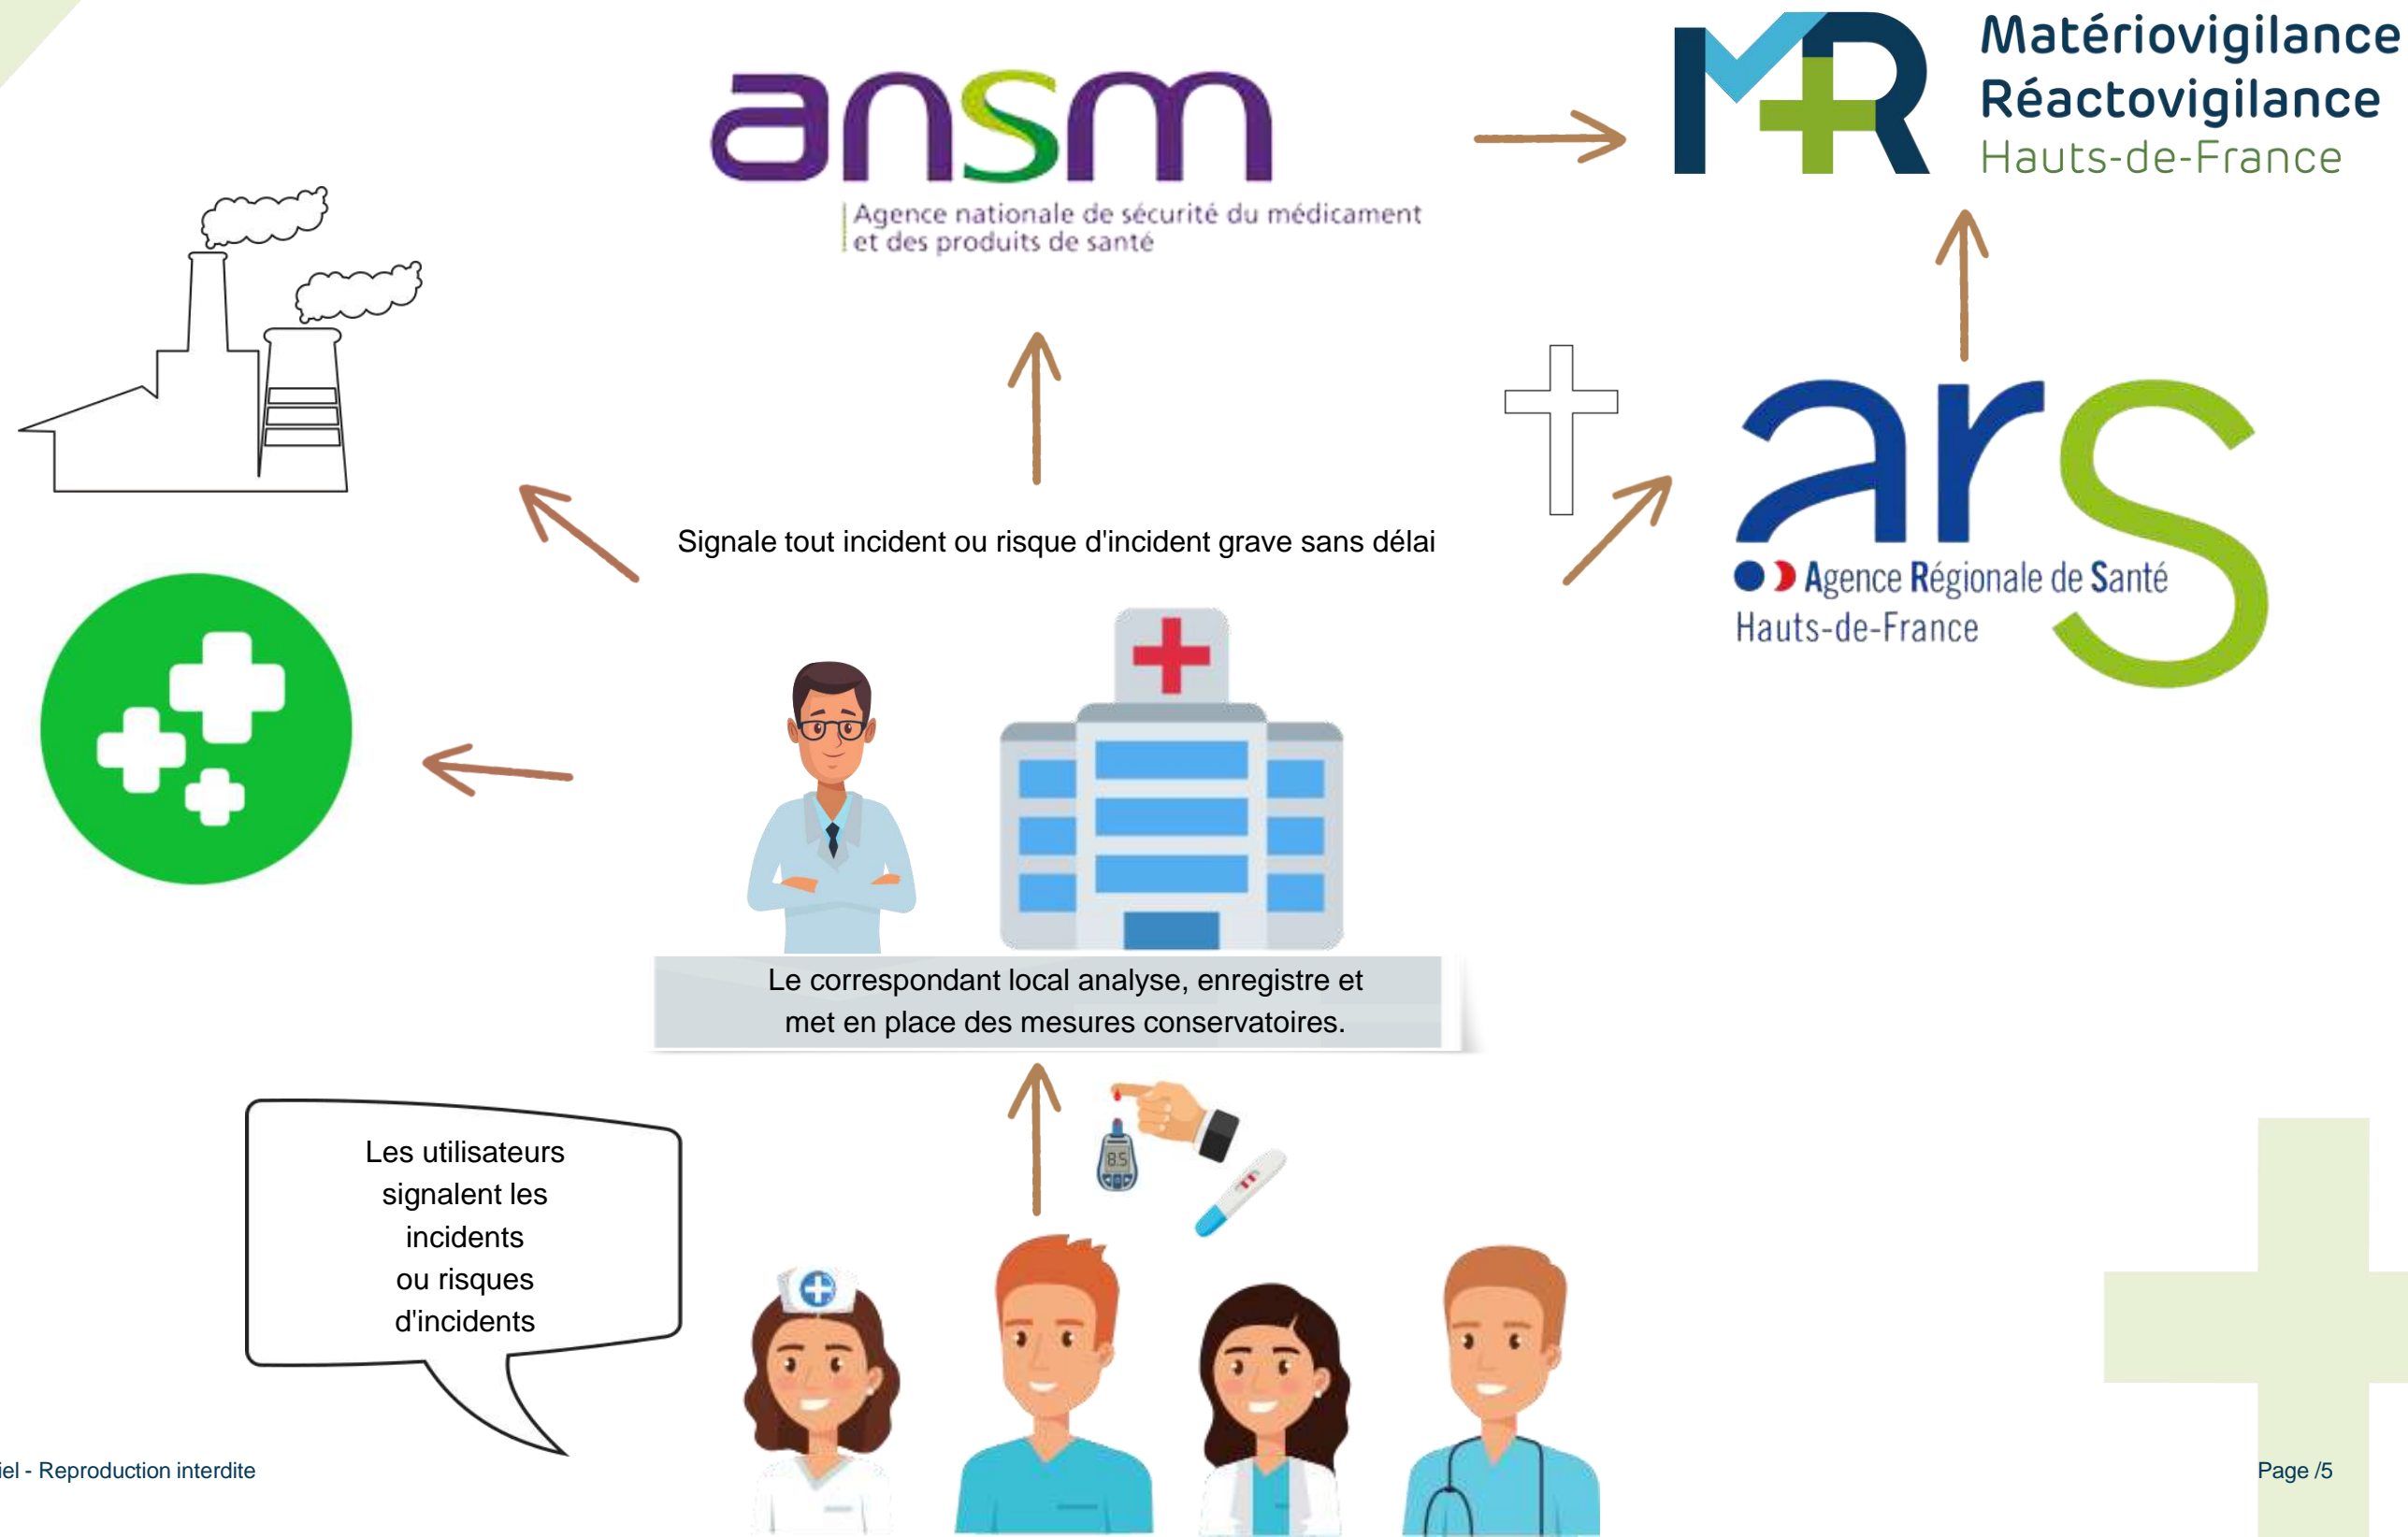 ansm
Agence nationale de sécurité du médicament
et des produits de santé
MR
Matériovigilance
Réactovigilance
Hauts-de-France
Signale tout incident ou risque d'incident grave sans délai
ars
Agence Régionale de Santé
Hauts-de-France
Le correspondant local analyse, enregistre et
met en place des mesures conservatoires.
8.5
Les utilisateurs
signalent les
incidents
ou risques
d'incidents
iel - Reproduction interdite
Page /5